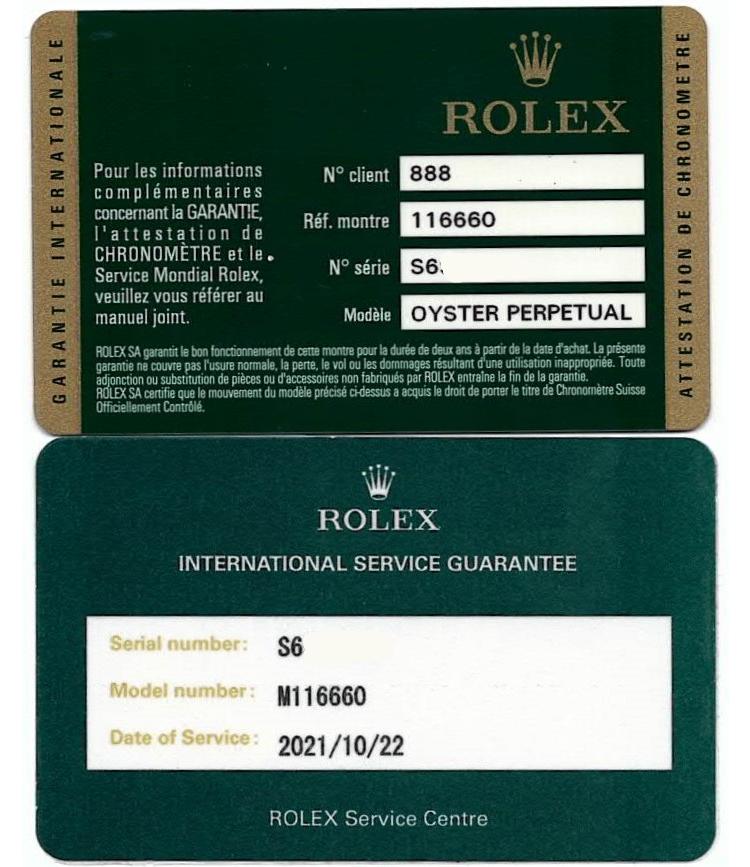 GARANTIE INTERNATIONALE
ROLEX
Pour les informations
complémentaires
concernant la GARANTIE,
l'attestation de
CHRONOMÈTRE et le
Service Mondial Rolex,
veuillez vous référer au
manuel joint.
N° client 888
Réf. montre 116660
N° série S6
Modèle OYSTER PERPETUAL
ROLEX SA garantit le bon fonctionnement de cette montre pour la durée de deux ans à partir de la date d'achat. La présente
garantie ne couvre pas l'usure normale, la perte, le vol ou les dommages résultant d'une utilisation inappropriée. Toute
adjonction ou substitution de pièces ou d'accessoires non fabriqués par ROLEX entraîne la fin de la garantie.
ROLEX SA certifie que le mouvement du modèle précisé ci-dessus a acquis le droit de porter le titre de Chronomètre Suisse
Officiellement Contrôlé.
ATTESTATION DE CHRONOMETRE
ROLEX
INTERNATIONAL SERVICE GUARANTEE
Serial number: S6
Model number: M116660
Date of Service: 2021/10/22
ROLEX Service Centre